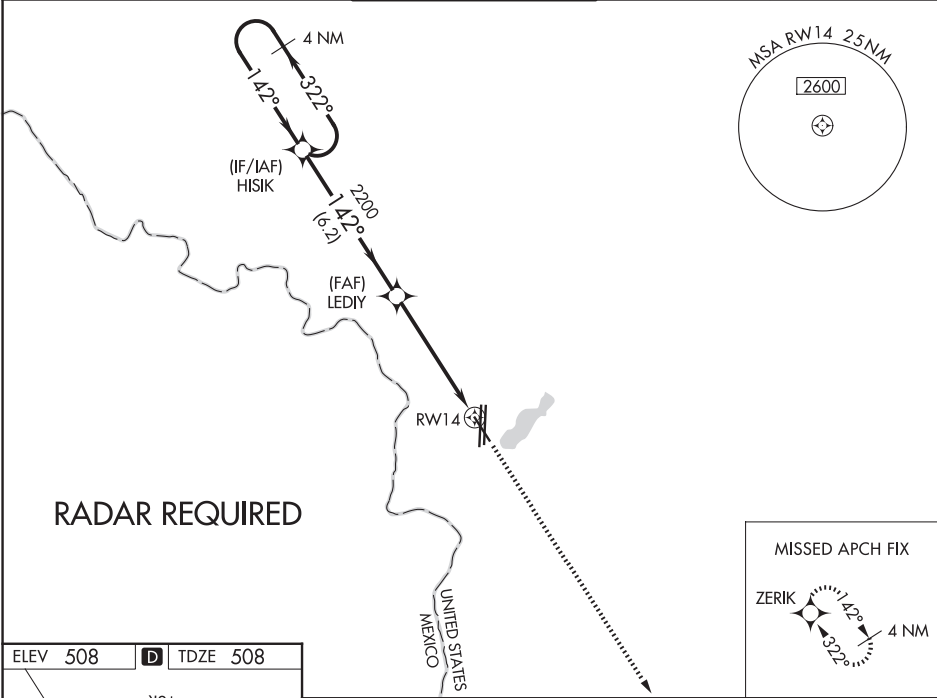 4 NM
142°
322°
(IF/IAF)
HISIK
2200
142°
(6.2)
(FAF)
LEDIY
RW14
MSA RW14 25NM
2600
RADAR REQUIRED
UNITED STATES
MEXICO
MISSED APCH FIX
ZERIK
142°
4 NM
322°
ELEV 508
D
TDZE 508